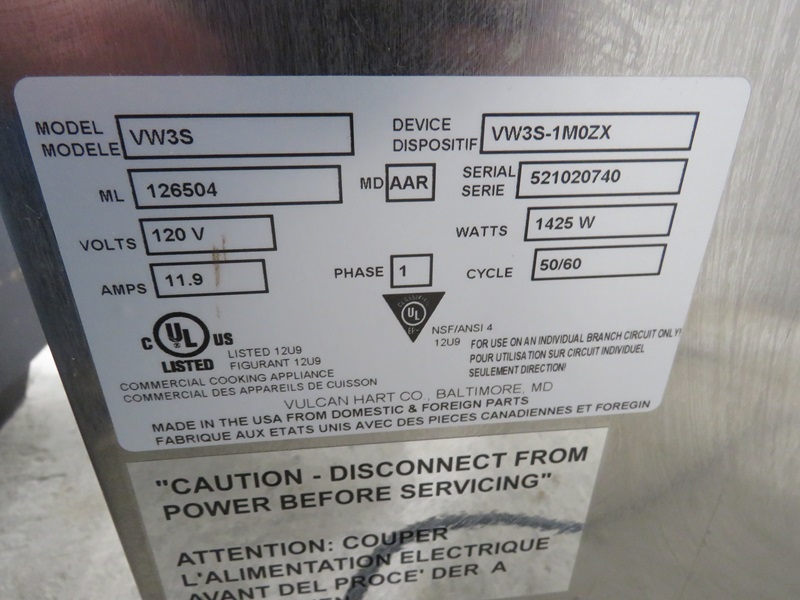 MODEL
MODELE
VW3S
DEVICE
DISPOSITIF
VW3S-1M0ZX
ML
126504
MD
AAR
SERIAL
SERIE
521020740
VOLTS
120 V
WATTS
1425 W
AMPS
11.9
PHASE
1
CYCLE
50/60
C UL US
LISTED
LISTED 12U9
FIGURANT 12U9
CLASSIFIED
UL
NSF/ANSI 4
12U9
FOR USE ON AN INDIVIDUAL BRANCH CIRCUIT ONLY!
POUR UTILISATION SUR CIRCUIT INDIVIDUEL
SEULEMENT DIRECTION!
COMMERCIAL COOKING APPLIANCE
COMMERCIAL DES APPAREILS DE CUISSON
VULCAN HART CO., BALTIMORE, MD
MADE IN THE USA FROM DOMESTIC & FOREIGN PARTS
FABRIQUE AUX ETATS UNIS AVEC DES PIECES CANADIENNES ET FOREGIN
"CAUTION - DISCONNECT FROM
POWER BEFORE SERVICING"
ATTENTION: COUPER
L'ALIMENTATION ELECTRIQUE
AVANT DEL PROCE' DER A